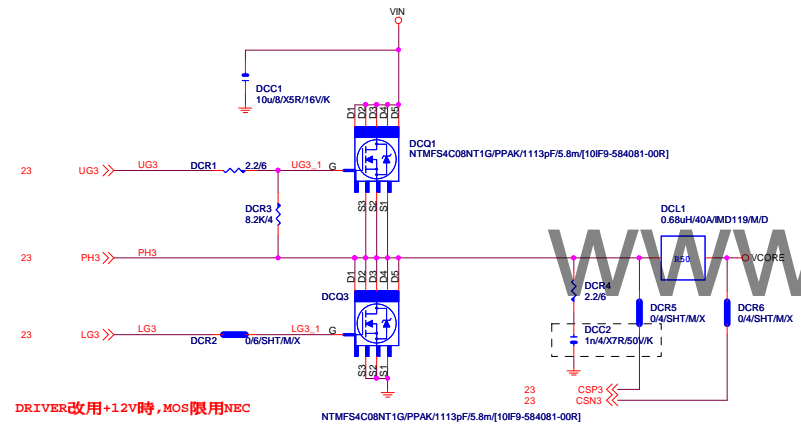 VIN
DCC1
10u/8/X5R/16V/K
D1 D2 D3 D4 D5
DCQ1
NTMFS4C08NT1G/PPAK/1113pF/5.8m/[10IF9-584081-00R]
23 UG3 UG3 DCR1 2.2/6 UG3_1 G
S3 S2 S1
DCR3
8.2K/4
DCL1
0.68uH/40A/IMD119/M/D
WWW
23 PH3 PH3 R50 VCORE
D1 D2 D3 D4 D5
DCQ3
DCR4
2.2/6
DCR5
0/4/SHT/M/X
DCR6
0/4/SHT/M/X
23 LG3 LG3 DCR2 0/6/SHT/M/X LG3_1 G
DCC2
1n/4/X7R/50V/K
S3 S2 S1
23 CSP3
23 CSN3
DRIVER改用+12V時,MOS限用NEC
NTMFS4C08NT1G/PPAK/1113pF/5.8m/[10IF9-584081-00R]